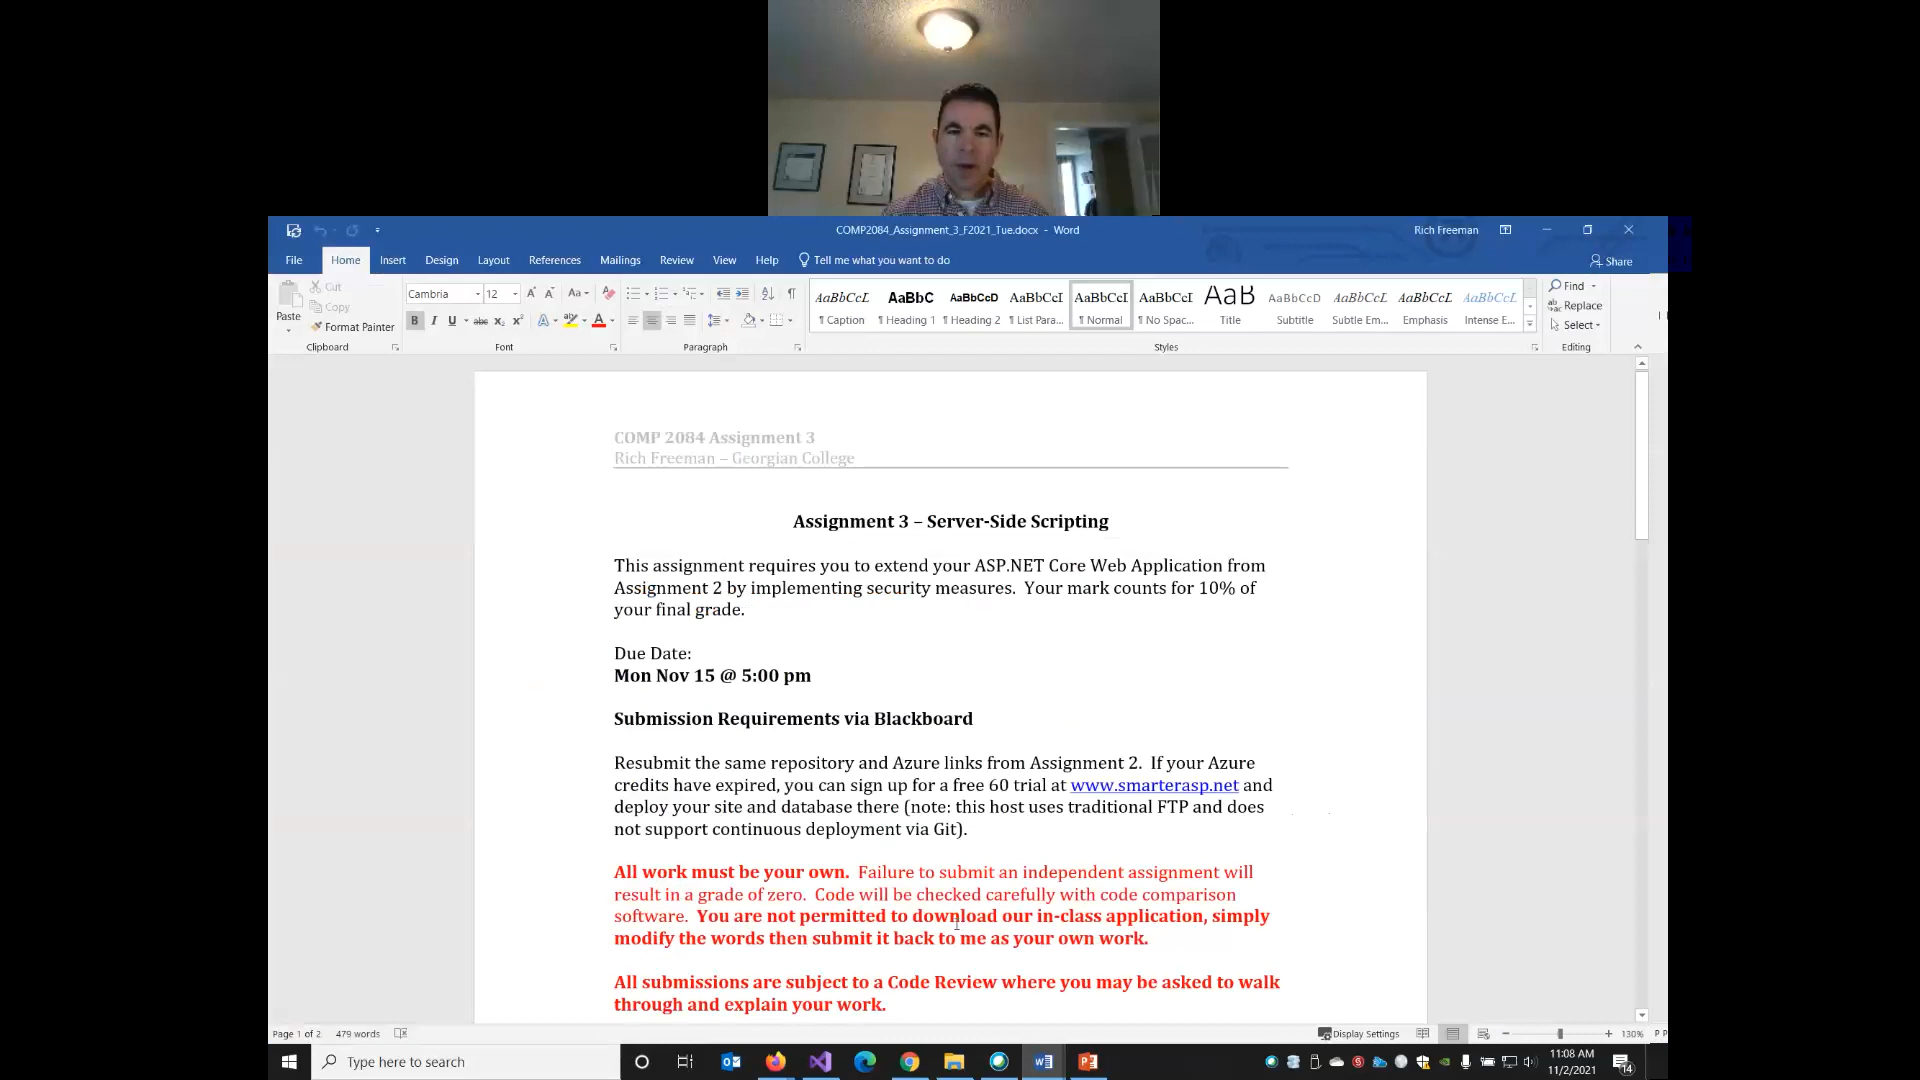 COMP2084_Assignment_3_F2021_Tue.docx - Word
Rich Freeman
File Home Insert Design Layout References Mailings Review View Help Tell me what you want to do
Share
Paste
Cut
Copy
Format Painter
Clipboard
Cambria 12
Font
Paragraph
AaBbCcL AaBbC AaBbCcD AaBbCcI AaBbCcI AaBbCcI AaB AaBbCcD AaBbCcL AaBbCcL AaBbCcL
¶ Caption ¶ Heading 1 ¶ Heading 2 ¶ List Para... ¶ Normal ¶ No Spac... Title Subtitle Subtle Em... Emphasis Intense E...
Styles
Find
Replace
Select
Editing
COMP 2084 Assignment 3
Rich Freeman – Georgian College
Assignment 3 – Server-Side Scripting
This assignment requires you to extend your ASP.NET Core Web Application from
Assignment 2 by implementing security measures. Your mark counts for 10% of
your final grade.
Due Date:
Mon Nov 15 @ 5:00 pm
Submission Requirements via Blackboard
Resubmit the same repository and Azure links from Assignment 2. If your Azure
credits have expired, you can sign up for a free 60 trial at www.smarterasp.net and
deploy your site and database there (note: this host uses traditional FTP and does
not support continuous deployment via Git).
All work must be your own. Failure to submit an independent assignment will
result in a grade of zero. Code will be checked carefully with code comparison
software. You are not permitted to download our in-class application, simply
modify the words then submit it back to me as your own work.
All submissions are subject to a Code Review where you may be asked to walk
through and explain your work.
Page 1 of 2 479 words
Display Settings
130%
Type here to search
11:08 AM
11/2/2021
14